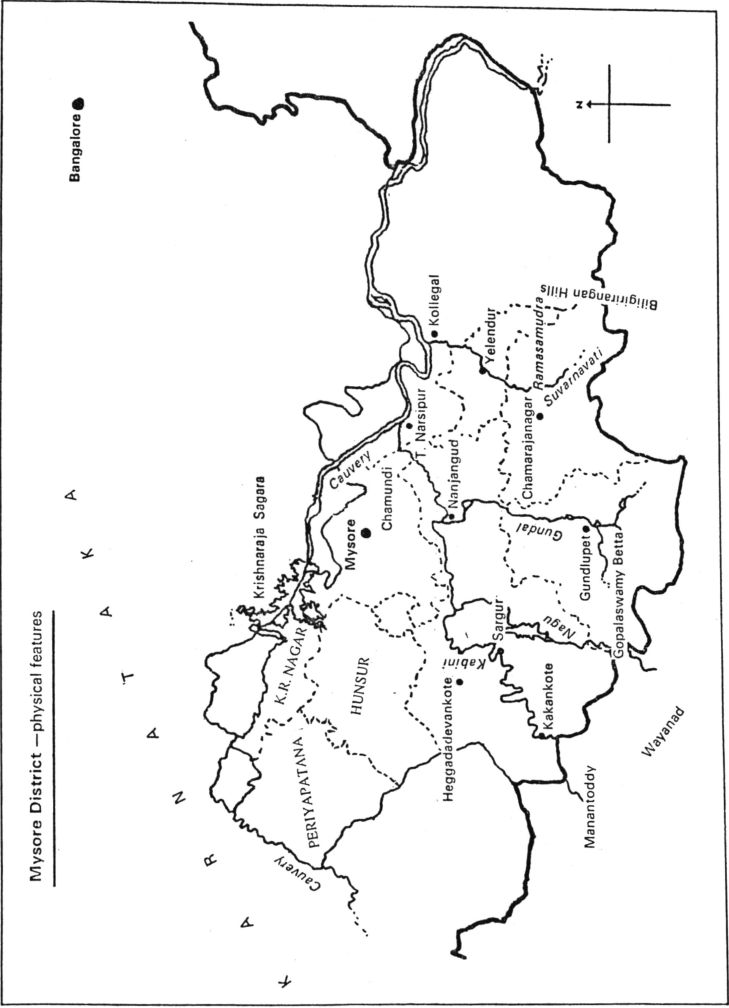 Mysore District – physical features
Bangalore
K A R N A T A K A
Krishnaraja Sagara
Cauvery
Mysore
Chamundi
K.R. NAGAR
HUNSUR
PERIYAPATANA
Cauvery
Kollegal
T. Narsipur
Yelendur
Nanjangud
Biligirirangan Hills
Ramasamudra
Chamarajanagar
Suvarnavati
Gundal
Gundlupet
Gopalaswamy Betta
Nagu
Sargur
Kabini
Heggadadevankote
Kakankote
Manantoddy
Wayanad
N